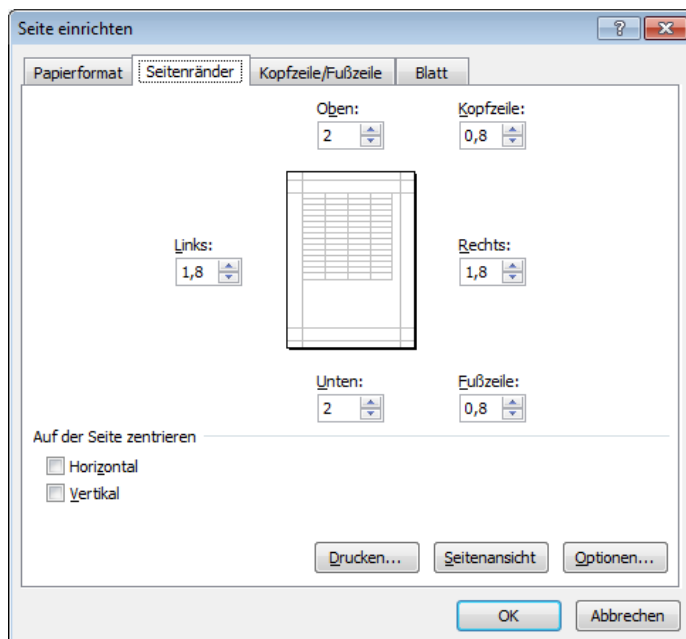 Seite einrichten
Papierformat Seitenränder Kopfzeile/Fußzeile Blatt
Oben: Kopfzeile:
2 0,8
Links: Rechts:
1,8 1,8
Unten: Fußzeile:
2 0,8
Auf der Seite zentrieren
Horizontal
Vertikal
Drucken... Seitenansicht Optionen...
OK Abbrechen